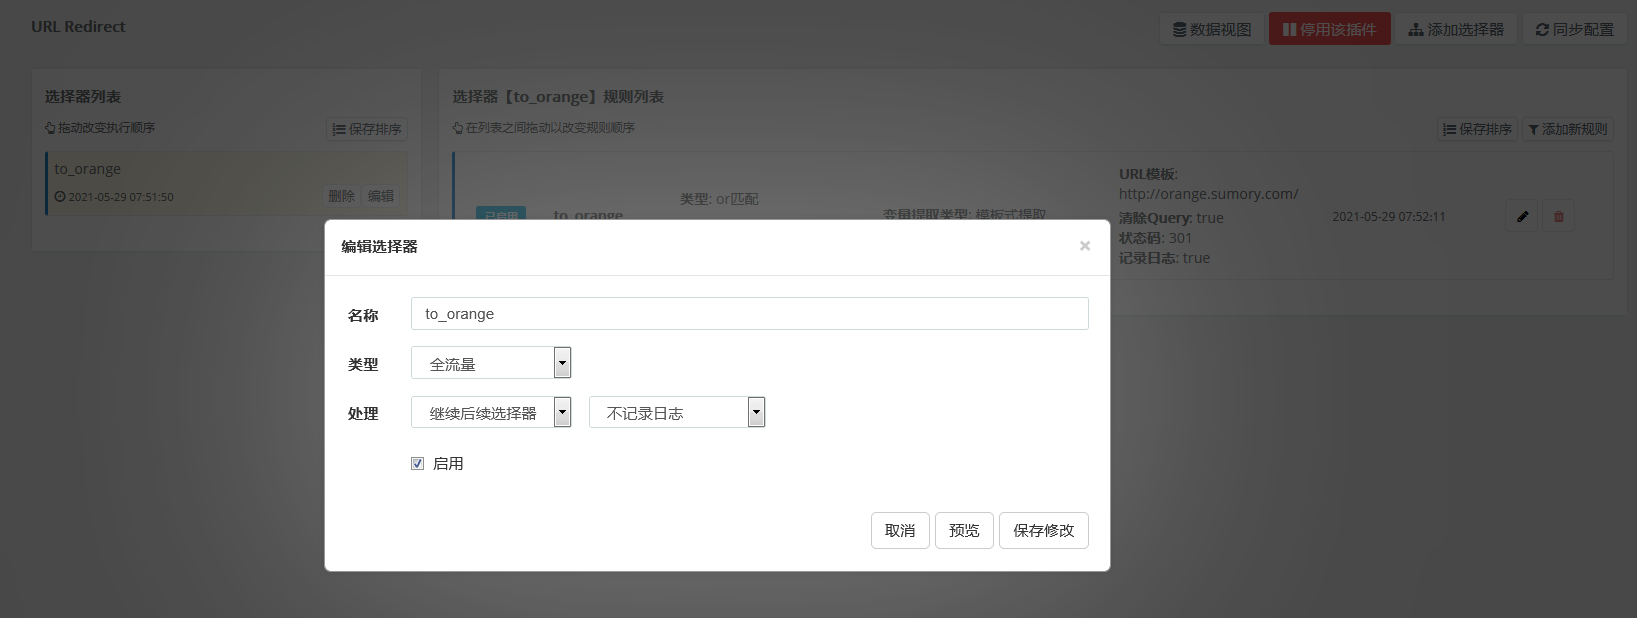 URL Redirect
数据视图
停用该插件
添加选择器
同步配置
选择器列表
拖动改变执行顺序
保存排序
to_orange
2021-05-29 07:51:50
删除
编辑
选择器【to_orange】规则列表
在列表之间拖动以改变规则顺序
保存排序
添加新规则
已启用
to_orange
类型: or匹配
变量提取类型: 模板式提取
URL模板:
http://orange.sumory.com/
清除Query: true
状态码: 301
记录日志: true
2021-05-29 07:52:11
编辑选择器
×
名称
to_orange
类型
全流量
处理
继续后续选择器
不记录日志
启用
取消
预览
保存修改